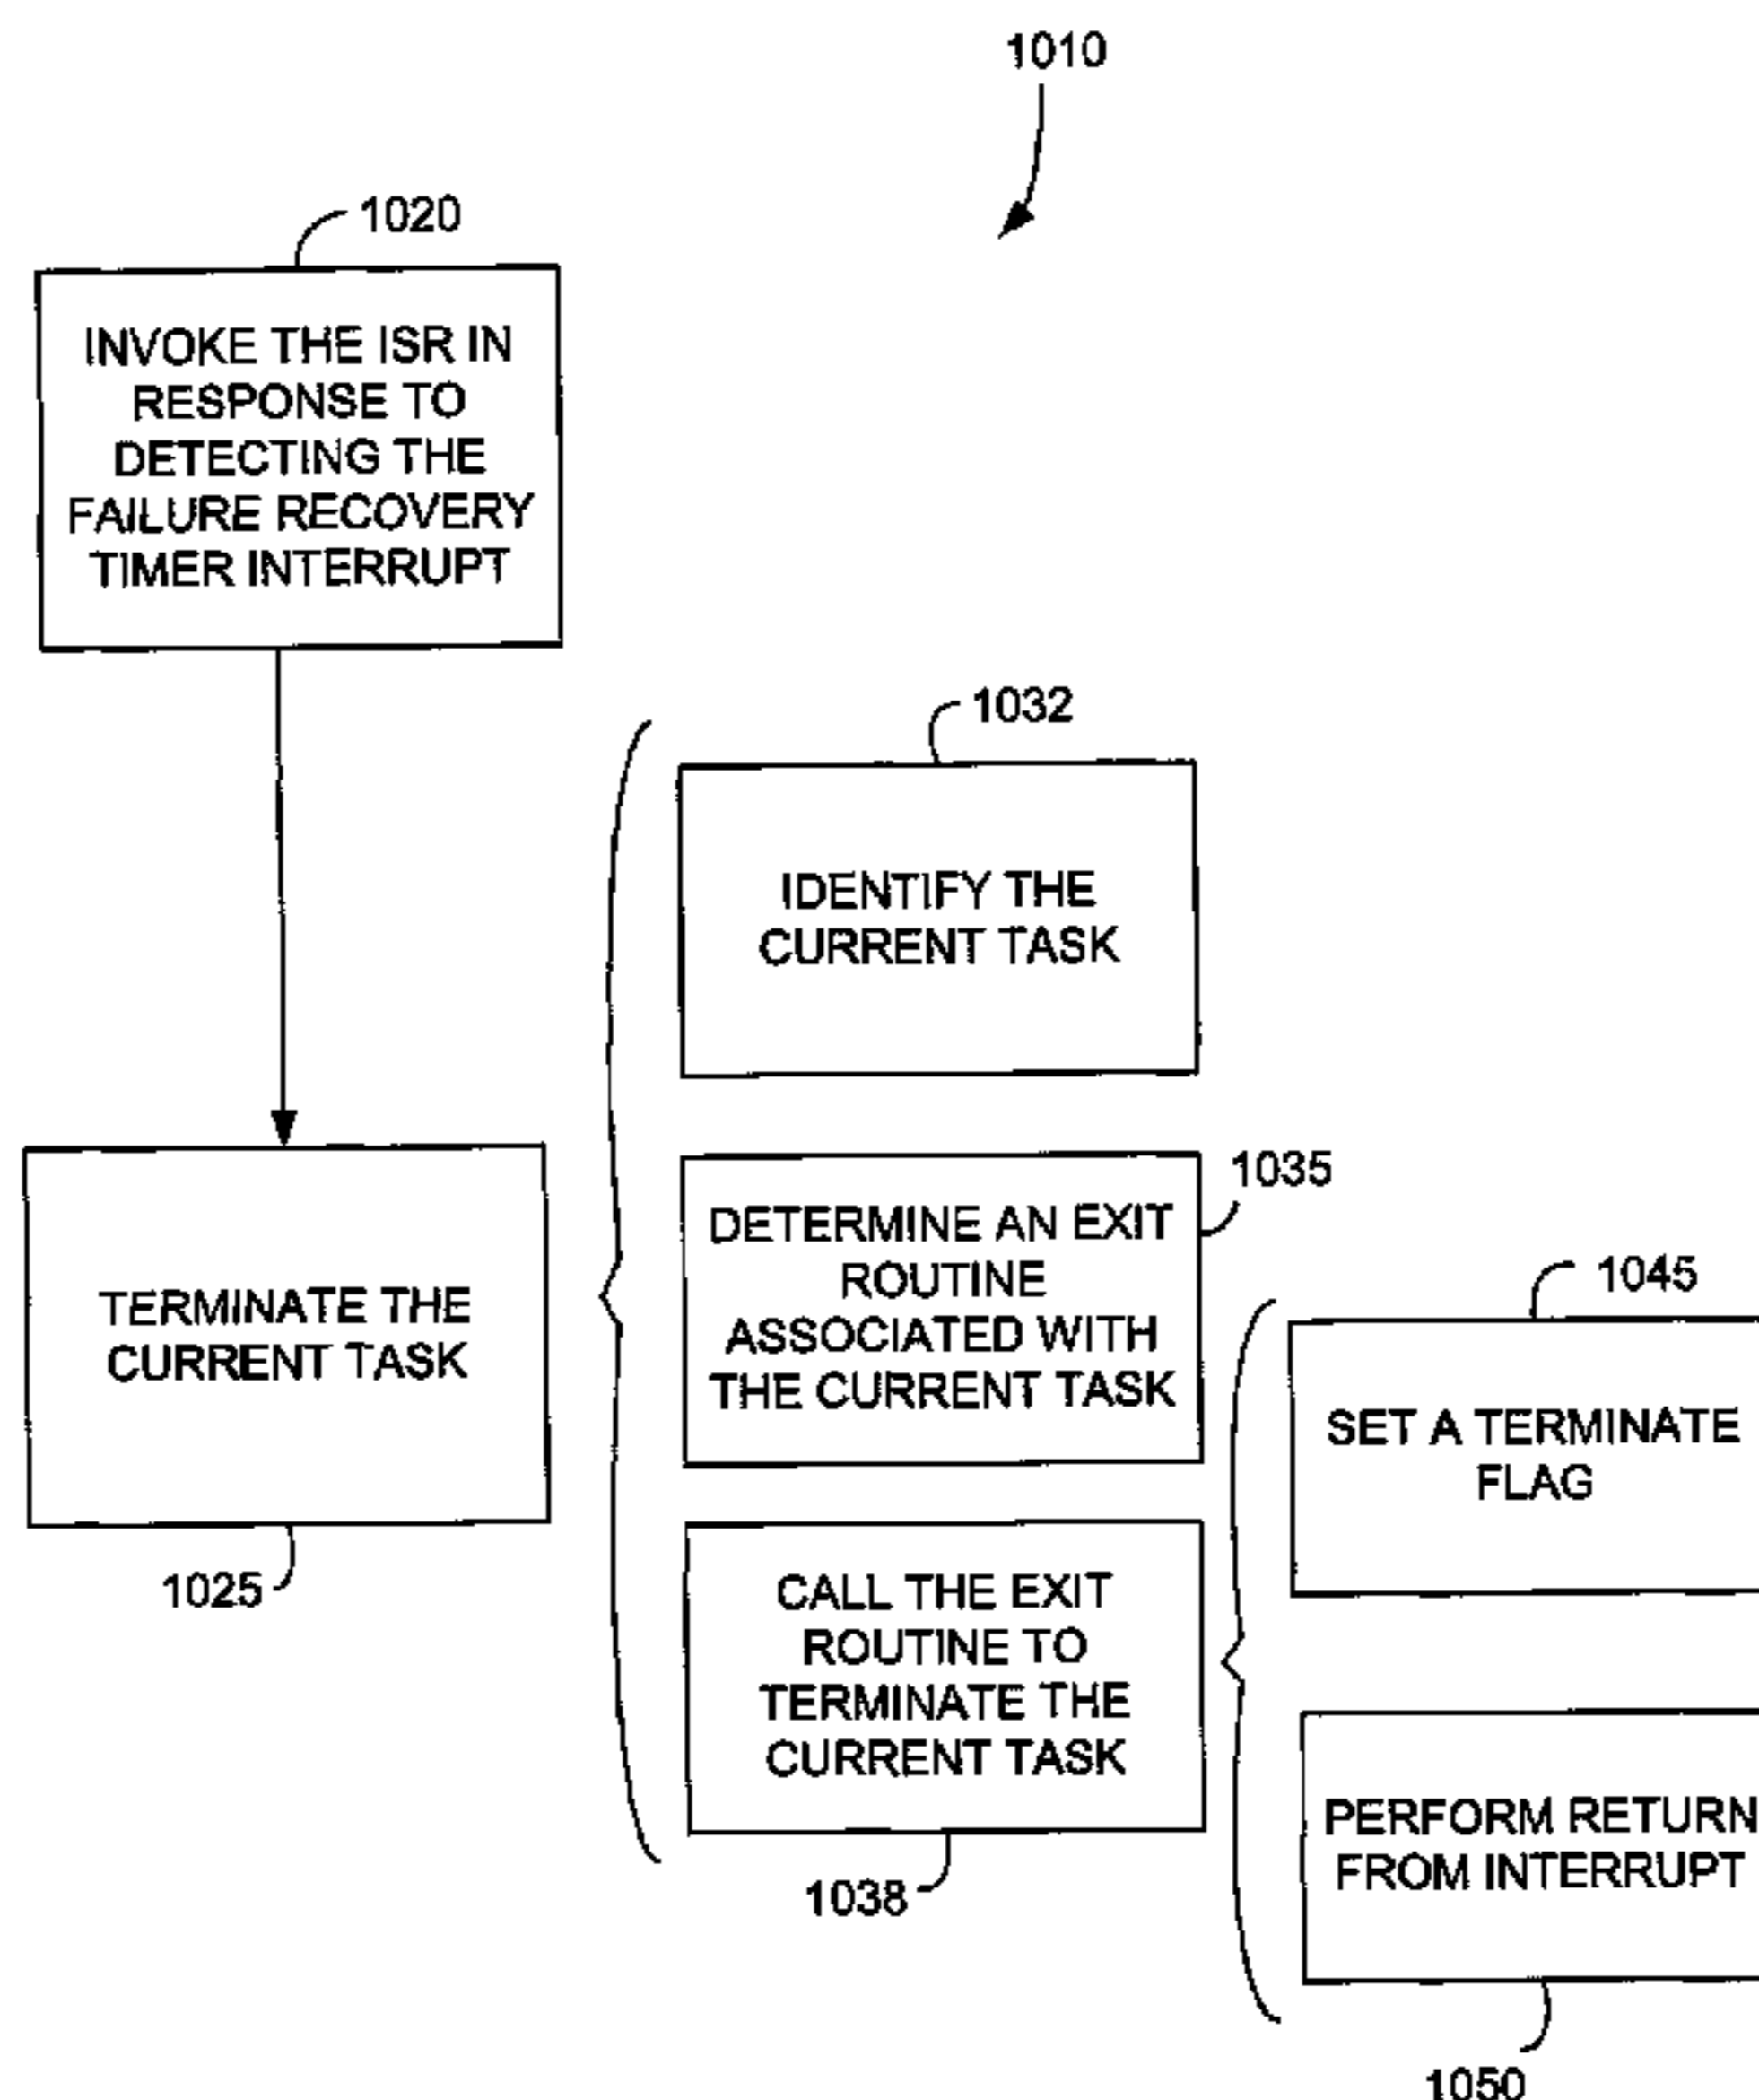 1010
1020
INVOKE THE ISR IN
RESPONSE TO
DETECTING THE
FAILURE RECOVERY
TIMER INTERRUPT
1032
IDENTIFY THE
CURRENT TASK
1035
DETERMINE AN EXIT
ROUTINE
ASSOCIATED WITH
THE CURRENT TASK
TERMINATE THE
CURRENT TASK
1025
1045
SET A TERMINATE
FLAG
CALL THE EXIT
ROUTINE TO
TERMINATE THE
CURRENT TASK
1038
PERFORM RETURN
FROM INTERRUPT
1050